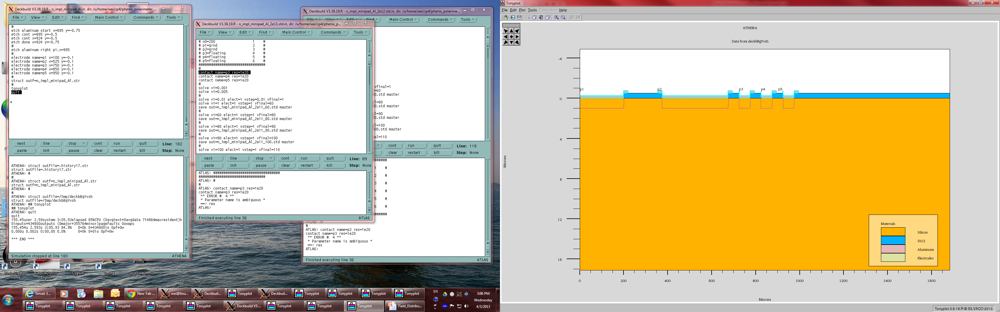 Deckbuild V3.38.19.R - n_impl_minipad_Al.in, dir; /u/home/wei/sp4/phenix_polarimeter_...
File View Edit Find Main Control Commands Tools
#
etch aluminum start x=895 y=-0.75
etch cont x=895 y=-0.5
etch cont x=924 y=-0.5
etch done x=924 y=-0.75
#
etch aluminum right p1.x=995
#
electrode name=p1 x=100 y=-0.1
electrode name=p2 x=525 y=-0.1
electrode name=p3 x=750 y=-0.1
electrode name=p4 x=850 y=-0.1
electrode name=p5 x=950 y=-0.1
#
struct outf=n_impl_minipad_Al.str
#
tonyplot
quit
next line stop cont run quit Line: 182
paste init pause clear restart kill Stop: None
ATHENA> struct outfile=.history17.str
struct outfile=.history17.str
ATHENA> #
#
ATHENA> struct outf=n_impl_minipad_Al.str
struct outf=n_impl_minipad_Al.str
ATHENA> #
#
ATHENA> struct outfile=/tmp/deckbBgYvsh
struct outfile=/tmp/deckbBgYvsh
ATHENA> ## tonyplot
## tonyplot
ATHENA> quit
quit
155.45user 2.59system 3:05.93elapsed 85%CPU (0avgtext+0avgdata 714864maxresident)k
0inputs+434800outputs (0major+355764minor)pagefaults 0swaps
155.454u 2.593s 3:05.93 84.9% 0+0k 0+434800io 0pf+0w
0.000u 0.002s 0:00.00 0.0% 0+0k 0+0io 0pf+0w
*** END ***
Simulation stopped at line 180 ATHENA
Deckbuild V3.38.19.R - n_impl_minipad_Al_2e11.std.in, dir; /u/home/wei/sp4/phenix_p...
File View Edit Find Main Control Commands Tools
# n0=200 1 #
# p1=grnd 2 #
# p2=grnd 3 #
# p3=floating 4 #
# p4=floating 5 #
# p5=floating 6 #
################################
#
contact name=p3 res=1e20
contact name=p4 res=1e20
contact neme=p5 res=1e20
#
solve v1=0.001
solve v1=0.005
#
solve v1=0.01 elect=1 vstep=0.01 vfinal=1
solve v1=1 elect=1 vstep=1 vfinal=60
save out=n_impl_minipad_Al_2e11_60.std master
#
solve v1=60 elect=1 vstep=1 vfinal=80
save out=n_impl_minipad_Al_2e11_80.std master
#
solve v1=80 elect=1 vstep=1 vfinal=90
save out=n_impl_minipad_Al_2e11_90.std master
#
solve v1=90 elect=1 vstep=1 vfinal=100
save out=n_impl_minipad_Al_2e11_100.std master
#
solve v1=100 elect=1 vstep=1 vfinal=110
next line stop cont run quit Line: 89
paste init pause clear restart kill Stop: None
ATLAS> ################################
################################
ATLAS> #
#
ATLAS> contact name=p3 res=1e20
contact name=p3 res=1e20
** ERROR # 4 **
* Parameter name is ambiguous *
==> res
ATLAS>
Finished executing line 36 ATLAS
Deckbuild V3.38.19.R - n_impl_minipad_Al_2e12.std.in, dir; /u/home/wei/sp4/phenix_polarime...
Main Control Commands Tools
vfinal=1
=60
0.std master
l=80
0.std master
l=90
0.std master
l=100
00.std master
al=110
cont run quit Line: 119
clear restart kill Stop: None
#######
1 #
2 #
3 #
4 #
5 #
6 #
#######
#
ATLAS> contact name=p3 res=1e20
contact name=p3 res=1e20
** ERROR # 4 **
* Parameter name is ambiguous *
==> res
ATLAS>
Finished executing line 36 ATLAS
Roxio Creator Home
AutoCAD 2010 - English
Cygwin
Xming
linux1.xlaunch
Gmail: E...
New Tab ...
wei@linu...
Deckbuil...
Tonyplot
Deckbuil...
Tonyplot
Tonyplot
Tonyplot
Tonyplot
EN
3:06 PM
Wednesday
4/3/2013
Tonyplot
Tonyplot
Tonyplot
Tonyplot
Tonyplot
Deckbuild V3....
Tonyplot
Tonyplot
Tonyplot
Field_Distribu...
Tonyplot
File Edit Plot Tools Production Help
ATHENA
Data from deckbBgYvsh
Microns
-4
0
4
8
12
16
p1 p2 p3 p4 p5
Materials
Silicon
SiO2
Aluminum
Electrodes
0 200 400 600 800 1000 1200 1400 1600
Microns
Tonyplot 3.8.18.R © SILVACO 2013